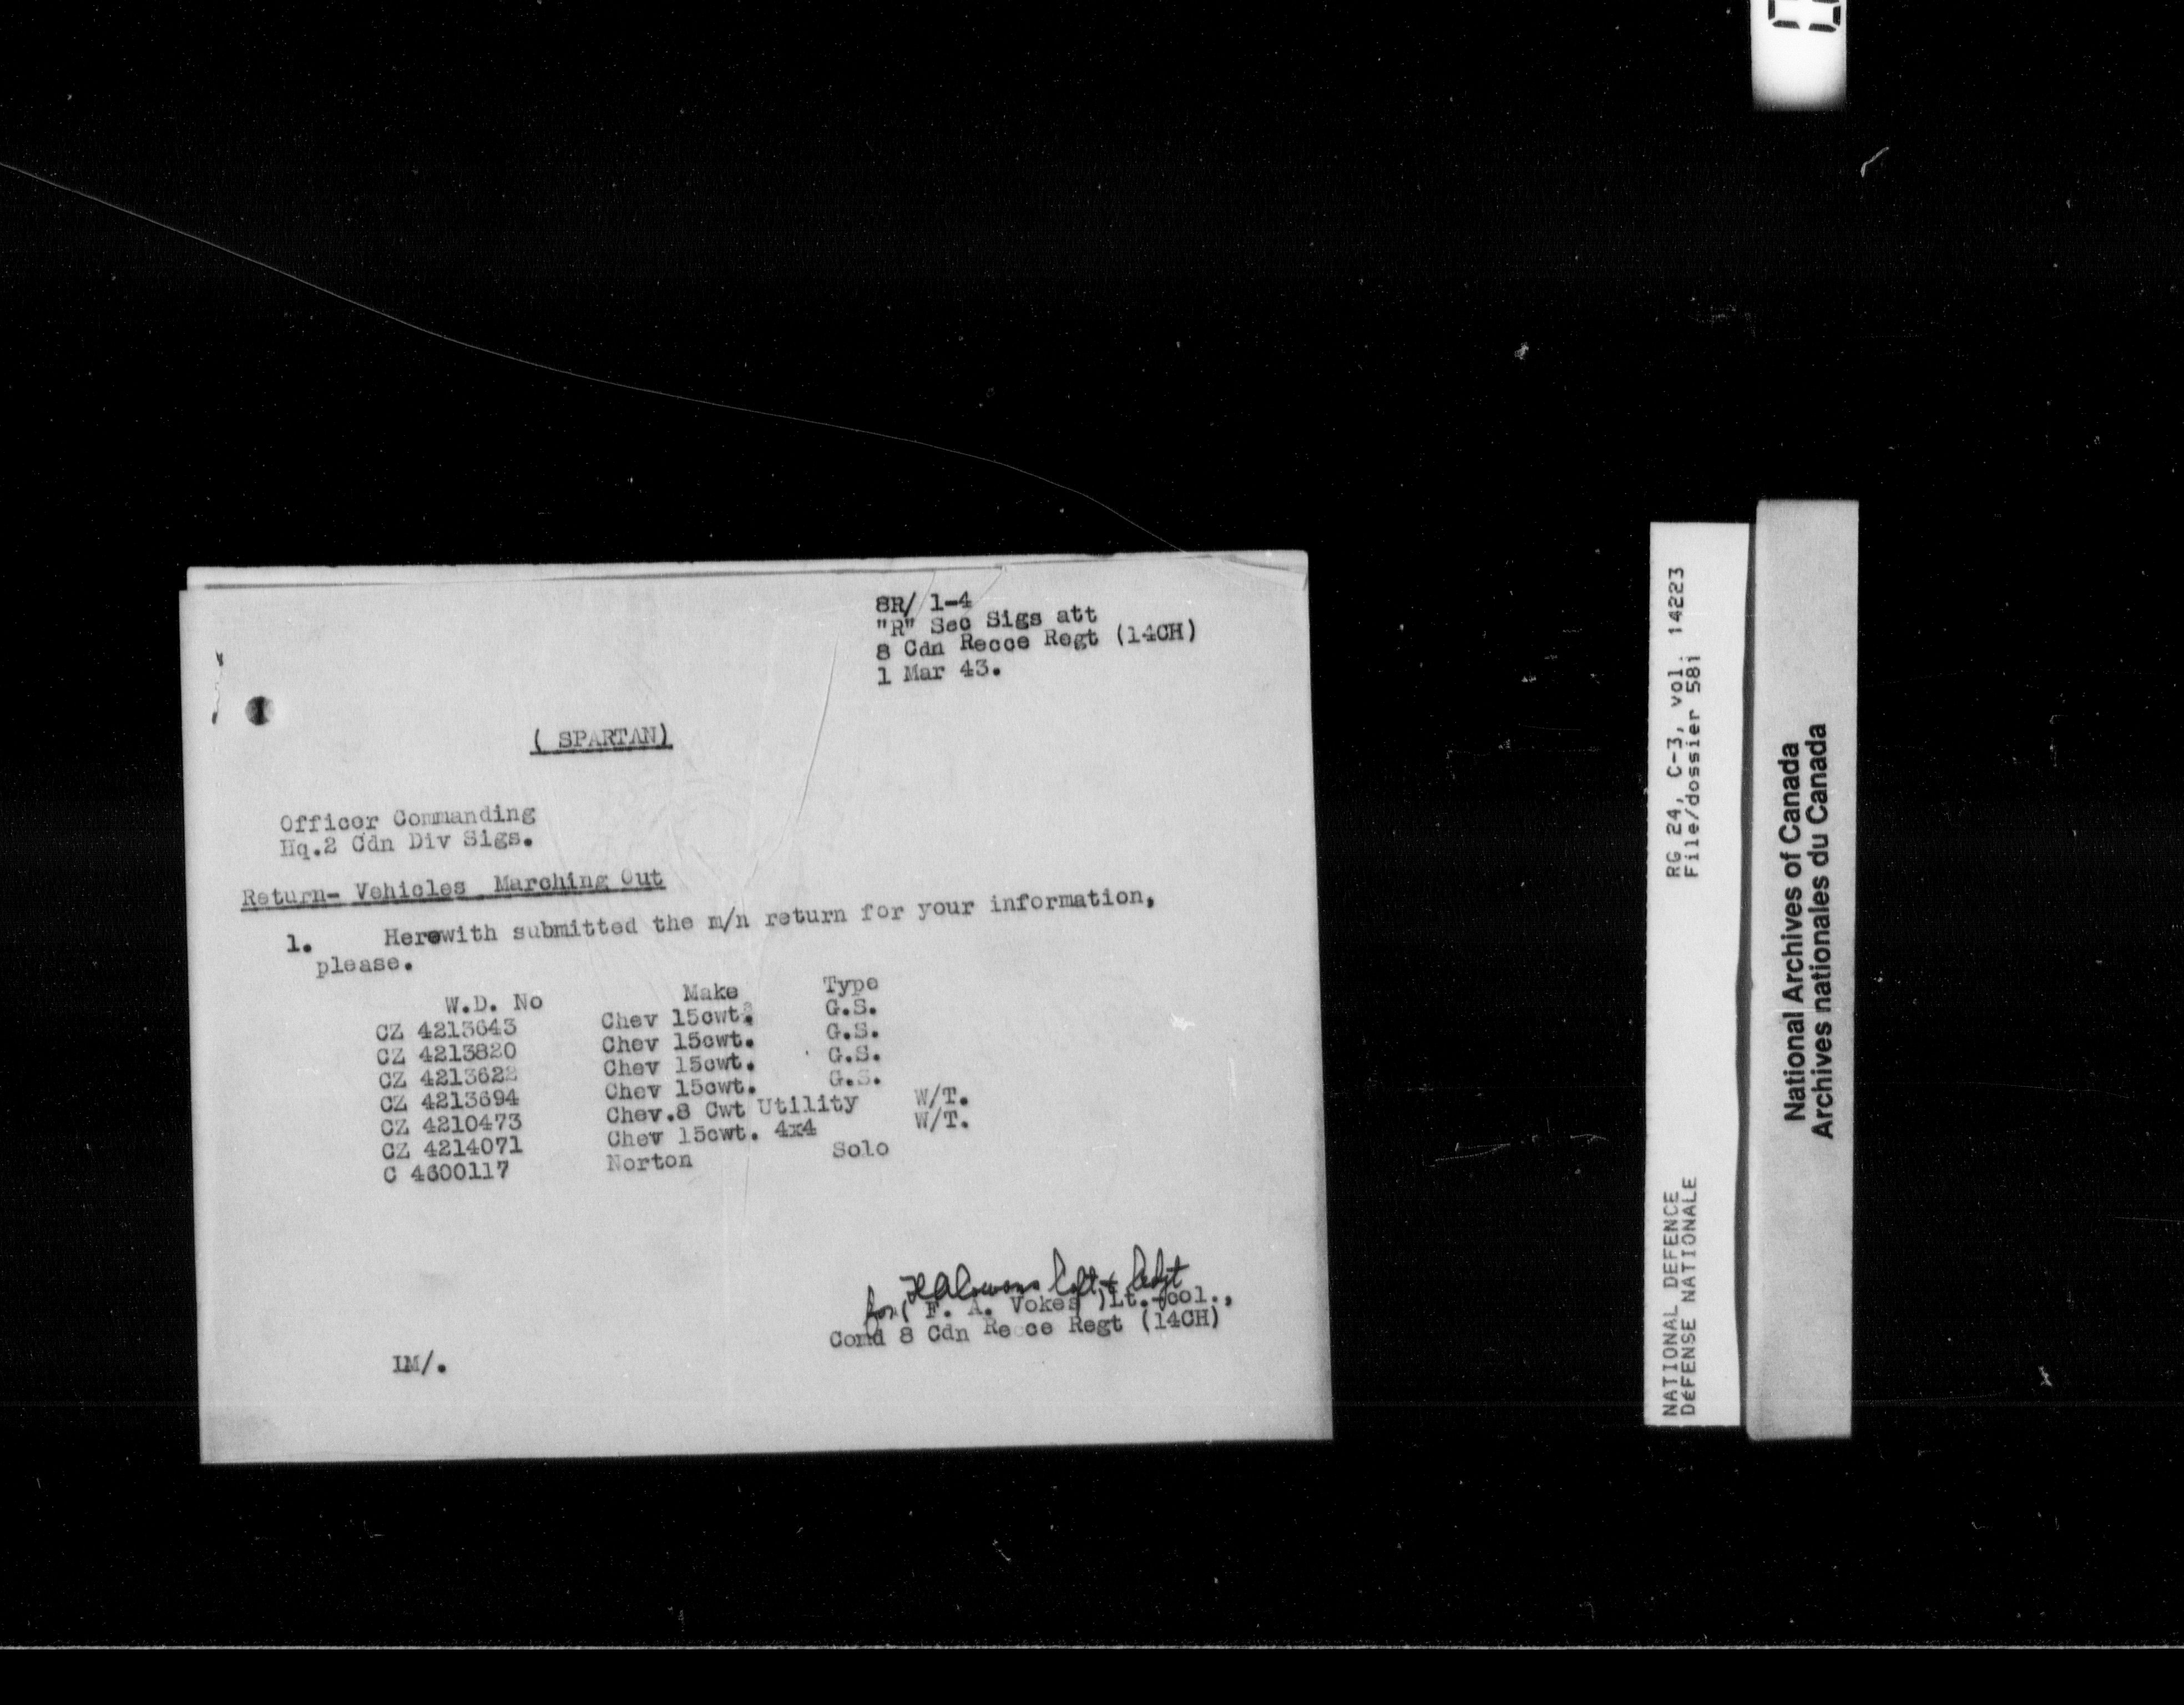 8R/ 1-4
"R" Sec Sigs att
8 Cdn Recce Regt (14CH)
1 Mar 43.
( SPARTAN)
Officer Commanding
Hq.2 Cdn Div Sigs.
Return- Vehicles Marching Out
1. Herewith submitted the m/n return for your information,
please.
W.D. No Make Type
CZ 4213643 Chev 15cwt. G.S.
CZ 4213820 Chev 15cwt. G.S.
CZ 4213622 Chev 15cwt. G.S.
CZ 4213694 Chev 15cwt. G.S.
CZ 4210473 Chev.8 Cwt Utility W/T.
CZ 4214071 Chev 15cwt. 4x4 W/T.
C 4600117 Norton Solo
Capt & Adjt
for( F. A. Vokes )Lt.-col.,
Comd 8 Cdn Recce Regt (14CH)
LM/.
RG 24, C-3, vol. 14223
File/dossier 581
NATIONAL DEFENCE
DéFENSE NATIONALE
National Archives of Canada
Archives nationales du Canada